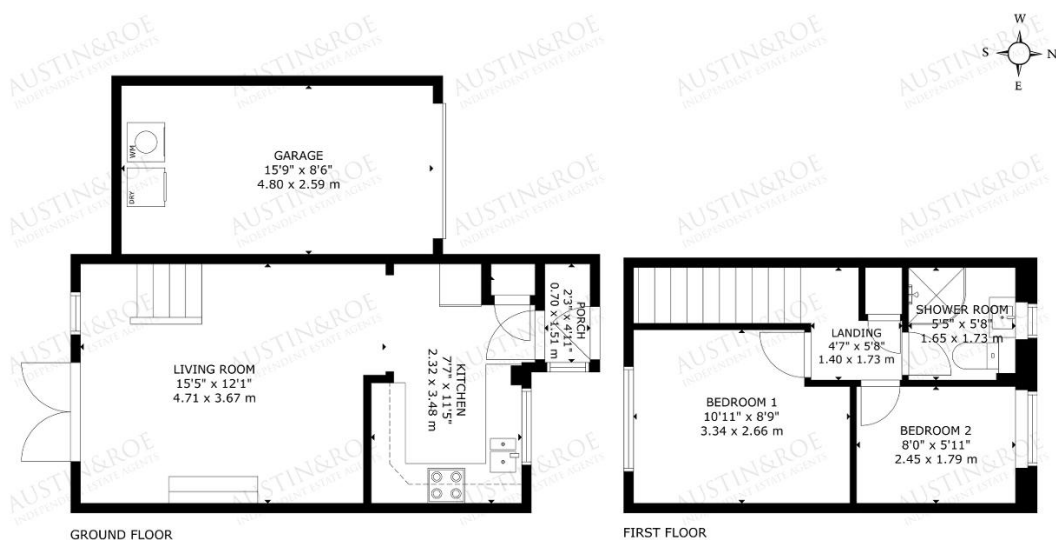 W
S N
E
GARAGE
15'9" x 8'6"
4.80 x 2.59 m
WM
DRY
LIVING ROOM
15'5" x 12'1"
4.71 x 3.67 m
KITCHEN
7'7" x 11'5"
2.32 x 3.48 m
PORCH
2'3" x 4'11"
0.70 x 1.51 m
GROUND FLOOR
SHOWER ROOM
5'5" x 5'8"
1.65 x 1.73 m
LANDING
4'7" x 5'8"
1.40 x 1.73 m
BEDROOM 1
10'11" x 8'9"
3.34 x 2.66 m
BEDROOM 2
8'0" x 5'11"
2.45 x 1.79 m
FIRST FLOOR
AUSTIN&ROE
INDEPENDENT ESTATE AGENTS